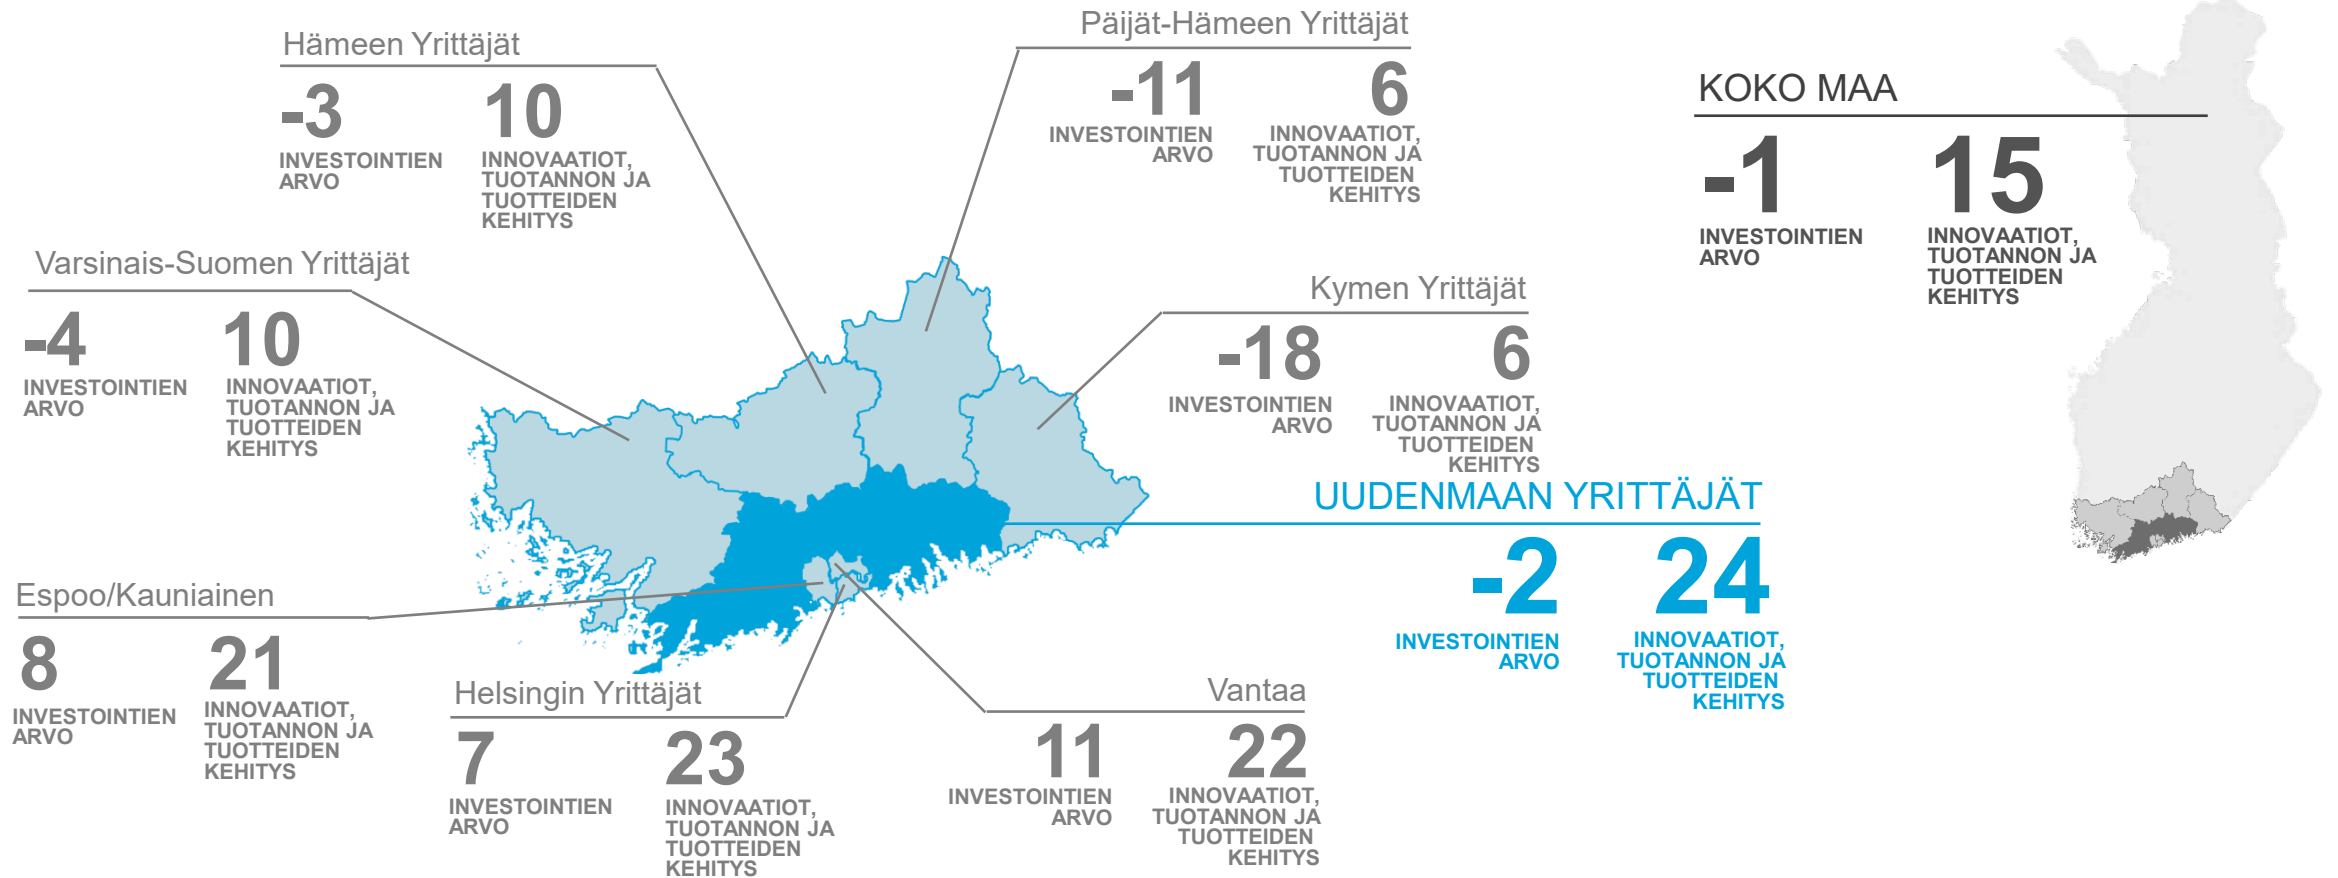 Hämeen Yrittäjät
-3
INVESTOINTIEN
ARVO
10
INNOVAATIOT,
TUOTANNON JA
TUOTTEIDEN
KEHITYS
Päijät-Hämeen Yrittäjät
-11
INVESTOINTIEN
ARVO
6
INNOVAATIOT,
TUOTANNON JA
TUOTTEIDEN
KEHITYS
KOKO MAA
-1
INVESTOINTIEN
ARVO
15
INNOVAATIOT,
TUOTANNON JA
TUOTTEIDEN
KEHITYS
Varsinais-Suomen Yrittäjät
-4
INVESTOINTIEN
ARVO
10
INNOVAATIOT,
TUOTANNON JA
TUOTTEIDEN
KEHITYS
Kymen Yrittäjät
-18
INVESTOINTIEN
ARVO
6
INNOVAATIOT,
TUOTANNON JA
TUOTTEIDEN
KEHITYS
UUDENMAAN YRITTÄJÄT
-2
INVESTOINTIEN
ARVO
24
INNOVAATIOT,
TUOTANNON JA
TUOTTEIDEN
KEHITYS
Espoo/Kauniainen
8
INVESTOINTIEN
ARVO
21
INNOVAATIOT,
TUOTANNON JA
TUOTTEIDEN
KEHITYS
Helsingin Yrittäjät
7
INVESTOINTIEN
ARVO
23
INNOVAATIOT,
TUOTANNON JA
TUOTTEIDEN
KEHITYS
Vantaa
11
INVESTOINTIEN
ARVO
22
INNOVAATIOT,
TUOTANNON JA
TUOTTEIDEN
KEHITYS